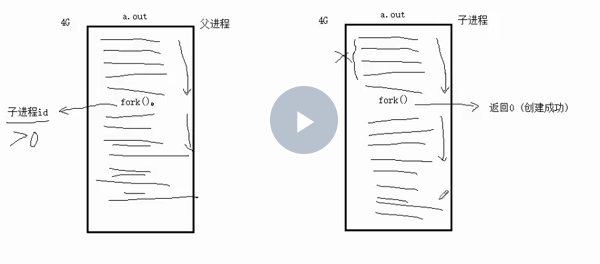 4G
a.out
父进程
子进程id
>0
fork()。
4G
a.out
子进程
fork()
返回0（创建成功）